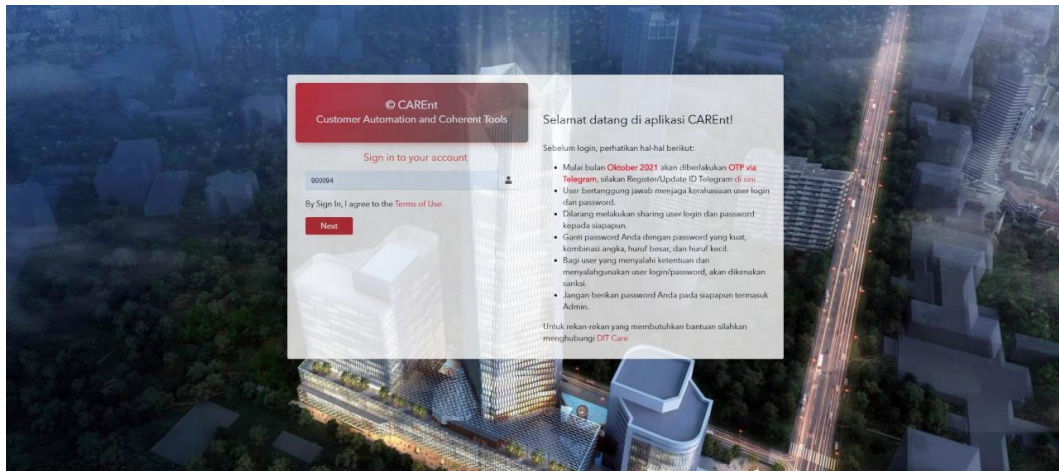 © CAREnt
Customer Automation and Coherent Tools
Sign in to your account
900094
By Sign In, I agree to the Terms of Use
Next
Selamat datang di aplikasi CAREnt!
Sebelum login, perhatikan hal-hal berikut:
Mulai bulan Oktober 2021 akan diberlakukan OTP via
Telegram, silakan Register/Update ID Telegram di sini
User bertanggung jawab menjaga kerahasiaan user login
dan password.
Dilarang melakukan sharing user login dan password
kepada siapapun.
Ganti password Anda dengan password yang kuat,
kombinasi angka, huruf besar, dan huruf kecil.
Bagi user yang menyalahi ketentuan dan
menyalahgunakan user login/password, akan dikenakan
sanksi.
Jangan berikan password Anda pada siapapun termasuk
Admin.
Untuk rekan-rekan yang membutuhkan bantuan silahkan
menghubungi DIT Care